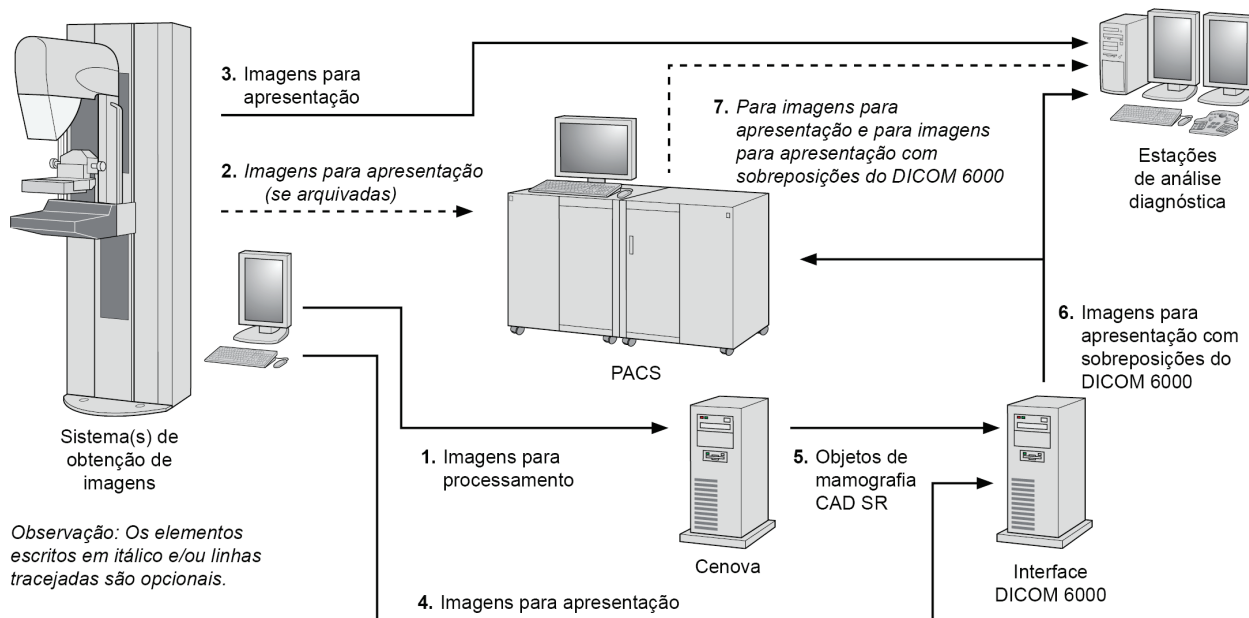 3. Imagens para
apresentação
2. Imagens para apresentação
(se arquivadas)
7. Para imagens para
apresentação e para imagens
para apresentação com
sobreposições do DICOM 6000
Estações
de análise
diagnóstica
PACS
6. Imagens para
apresentação com
sobreposições do
DICOM 6000
Sistema(s) de
obtenção de
imagens
1. Imagens para
processamento
5. Objetos de
mamografia
CAD SR
Cenova
Interface
DICOM 6000
Observação: Os elementos
escritos em itálico e/ou linhas
tracejadas são opcionais.
4. Imagens para apresentação